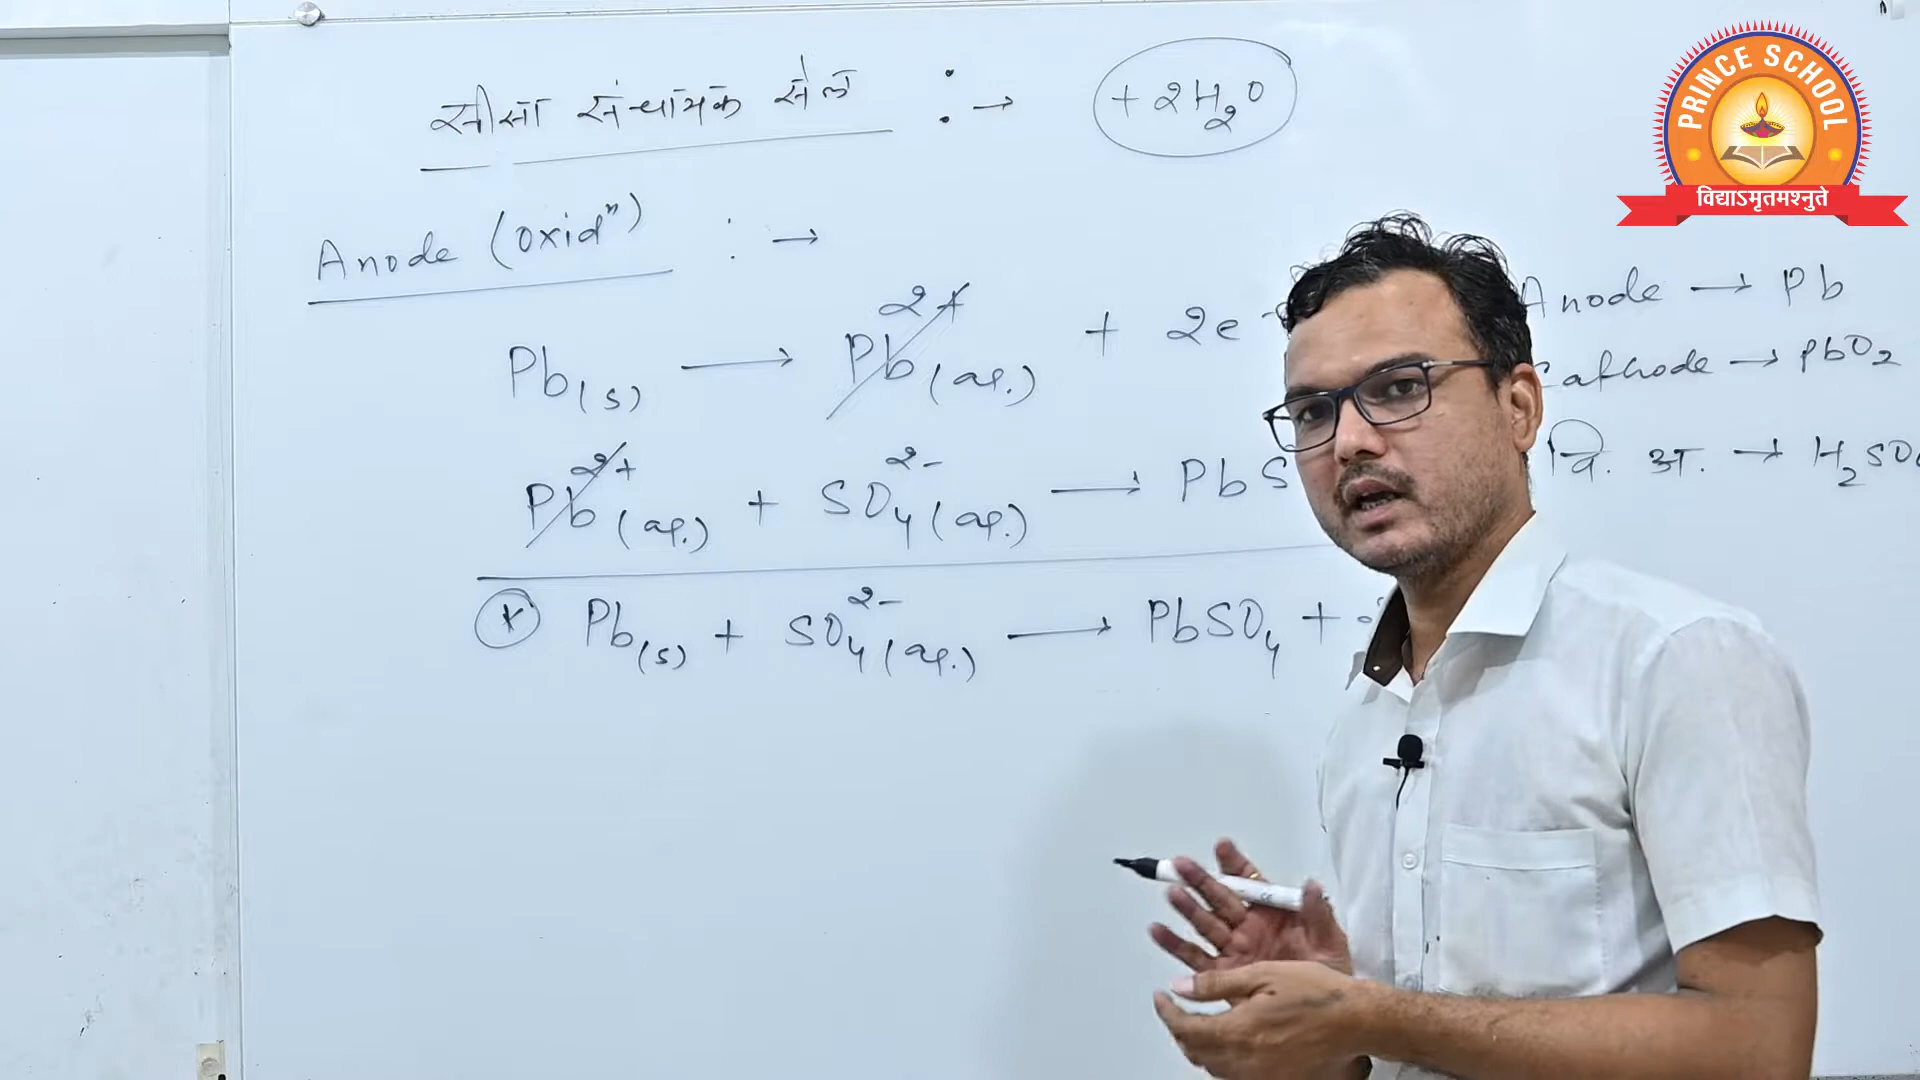 सीसा संचायक सेल :→ + 2H₂O
Anode (oxidⁿ) :→
Pb(s) → Pb²⁺(aq.) + 2e⁻
Pb²⁺(aq.) + SO₄²⁻(aq.) → PbS
* Pb(s) + SO₄²⁻(aq.) → PbSO₄ +
Anode → Pb
Cathode → PbO₂
वि. अ. → H₂SO₄
PRINCE SCHOOL
विद्याऽमृतमश्नुते